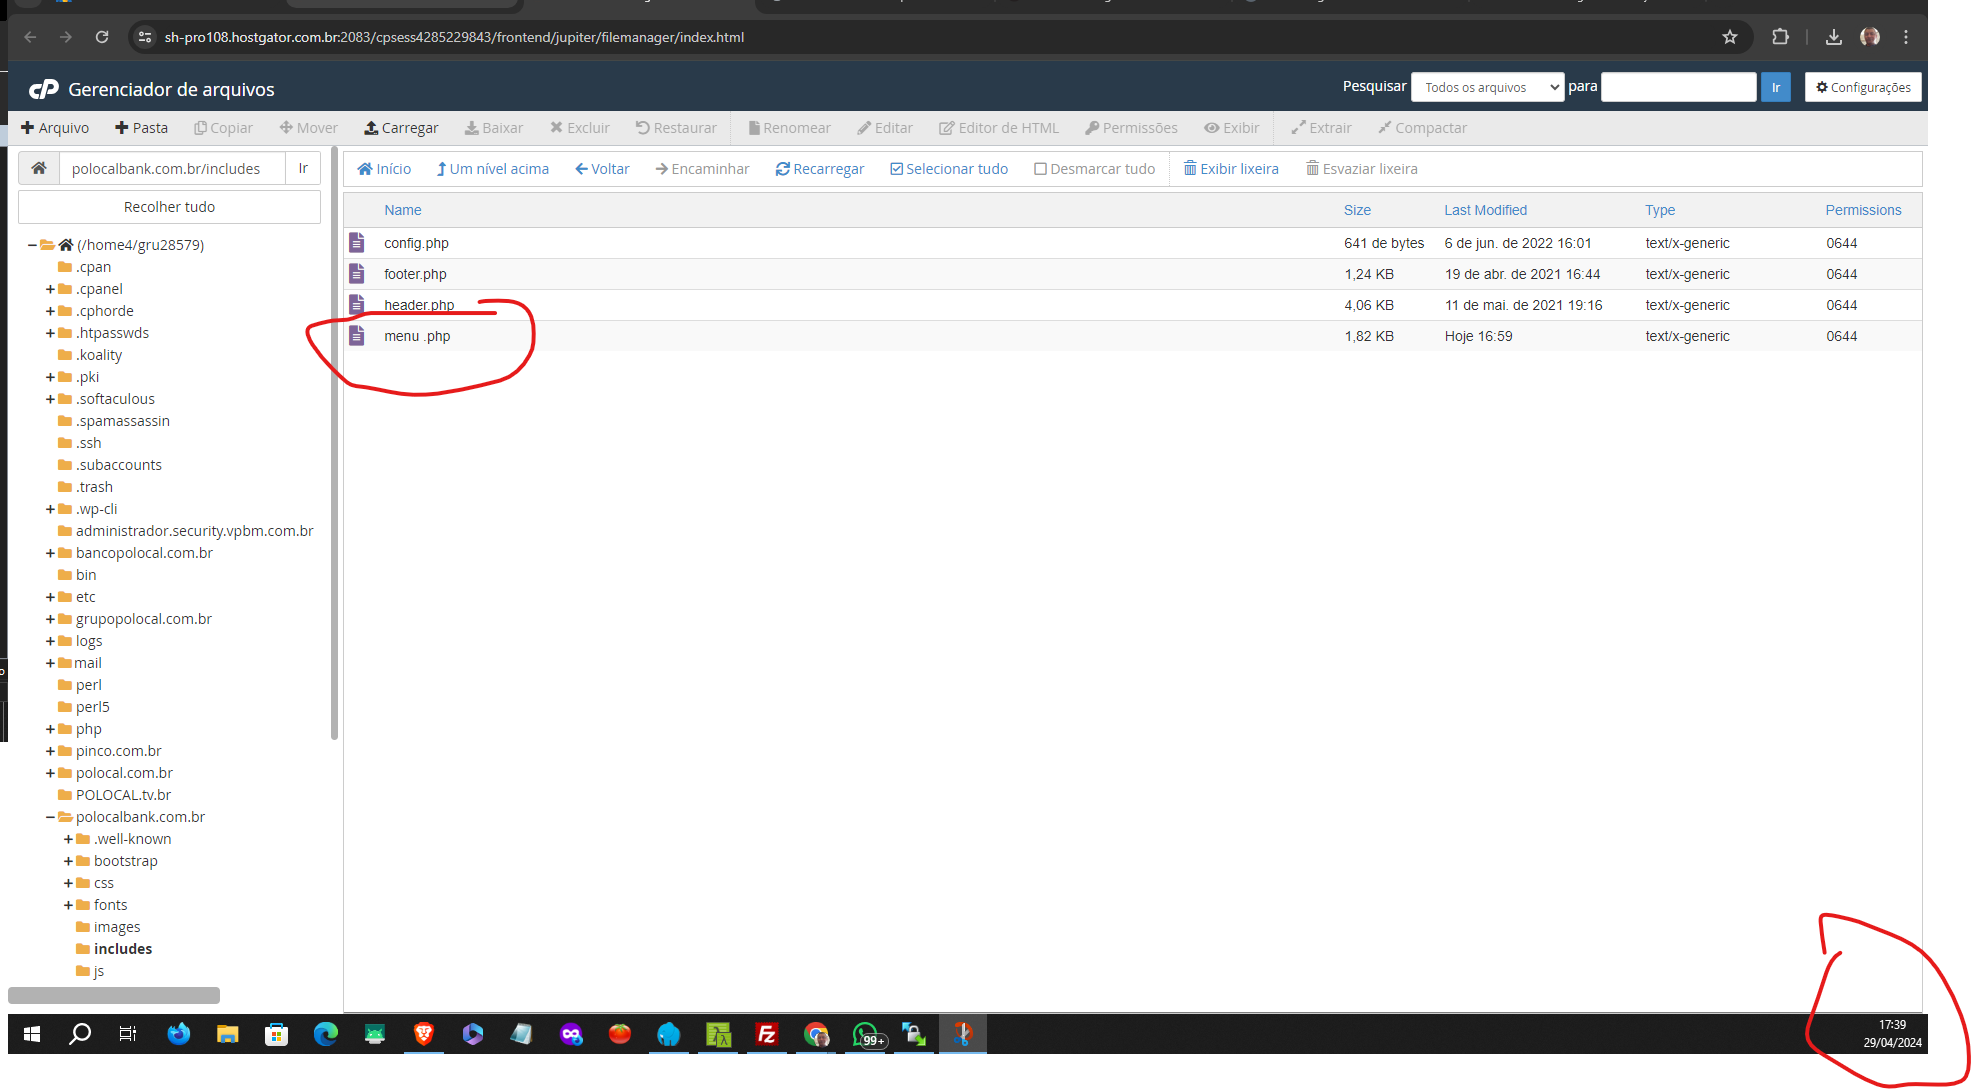 sh-pro108.hostgator.com.br:2083/cpsess4285229843/frontend/jupiter/filemanager/index.html
cP Gerenciador de arquivos
Pesquisar Todos os arquivos para Ir Configurações
Arquivo Pasta Copiar Mover Carregar Baixar Excluir Restaurar Renomear Editar Editor de HTML Permissões Exibir Extrair Compactar
polocalbank.com.br/includes Ir
Início Um nível acima Voltar Encaminhar Recarregar Selecionar tudo Desmarcar tudo Exibir lixeira Esvaziar lixeira
Recolher tudo
(/home4/gru28579)
.cpan
.cpanel
.cphorde
.htpasswds
.koality
.pki
.softaculous
.spamassassin
.ssh
.subaccounts
.trash
.wp-cli
administrador.security.vpbm.com.br
bancopolocal.com.br
bin
etc
grupopolocal.com.br
logs
mail
perl
perl5
php
pinco.com.br
polocal.com.br
POLOCAL.tv.br
polocalbank.com.br
.well-known
bootstrap
css
fonts
images
includes
js
Name Size Last Modified Type Permissions
config.php 641 de bytes 6 de jun. de 2022 16:01 text/x-generic 0644
footer.php 1,24 KB 19 de abr. de 2021 16:44 text/x-generic 0644
header.php 4,06 KB 11 de mai. de 2021 19:16 text/x-generic 0644
menu .php 1,82 KB Hoje 16:59 text/x-generic 0644
99+
17:39
29/04/2024